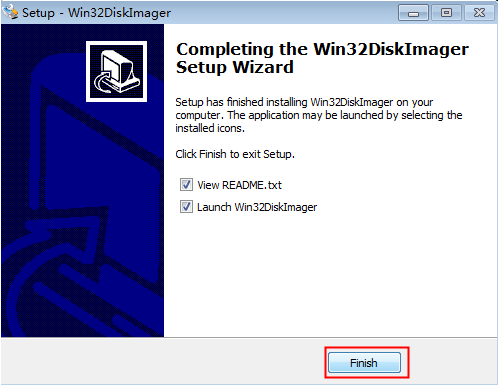 Setup - Win32DiskImager
Completing the Win32DiskImager
Setup Wizard
Setup has finished installing Win32DiskImager on your
computer. The application may be launched by selecting the
installed icons.
Click Finish to exit Setup.
View README.txt
Launch Win32DiskImager
Finish